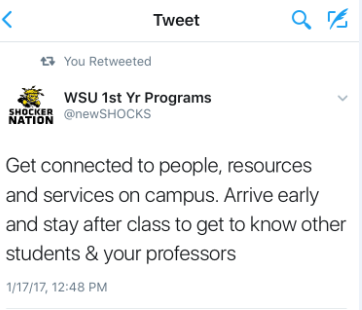 Tweet
You Retweeted
SHOCKER
NATION
WSU 1st Yr Programs
@newSHOCKS
Get connected to people, resources
and services on campus. Arrive early
and stay after class to get to know other
students & your professors
1/17/17, 12:48 PM